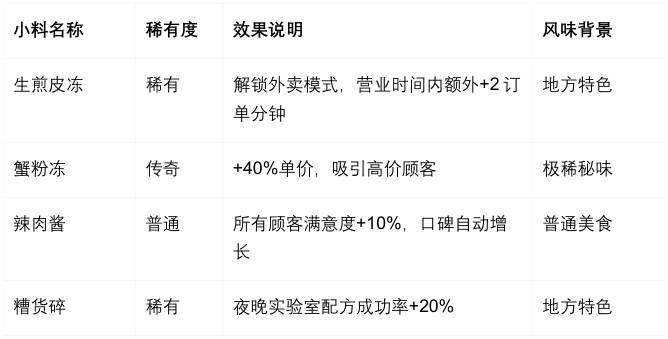 小料名称 稀有度 效果说明 风味背景
生煎皮冻 稀有 解锁外卖模式，营业时间内额外+2 订 地方特色
单分钟
蟹粉冻 传奇 +40%单价，吸引高价顾客 极稀秘味
辣肉酱 普通 所有顾客满意度+10%，口碑自动增 普通美食
长
糟货碎 稀有 夜晚实验室配方成功率+20% 地方特色